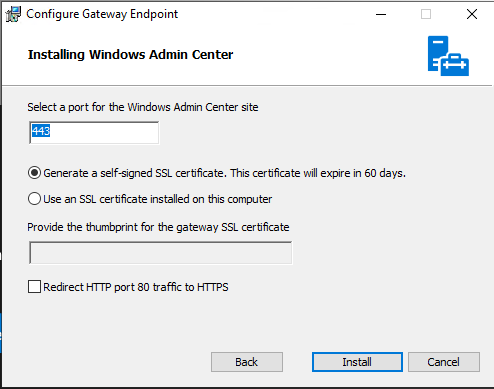 Configure Gateway Endpoint
Installing Windows Admin Center
Select a port for the Windows Admin Center site
443
Generate a self-signed SSL certificate. This certificate will expire in 60 days.
Use an SSL certificate installed on this computer
Provide the thumbprint for the gateway SSL certificate
Redirect HTTP port 80 traffic to HTTPS
Back
Install
Cancel